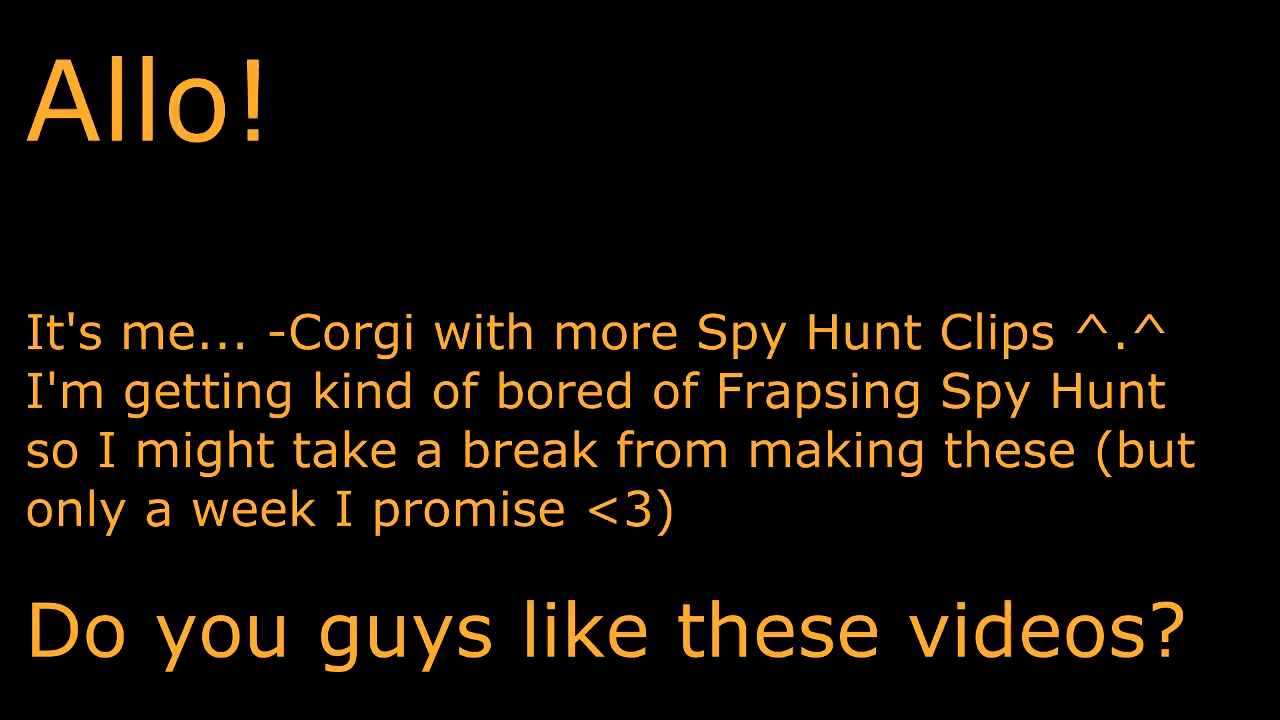 Allo!
It's me... -Corgi with more Spy Hunt Clips ^.^
I'm getting kind of bored of Frapsing Spy Hunt
so I might take a break from making these (but
only a week I promise <3)
Do you guys like these videos?